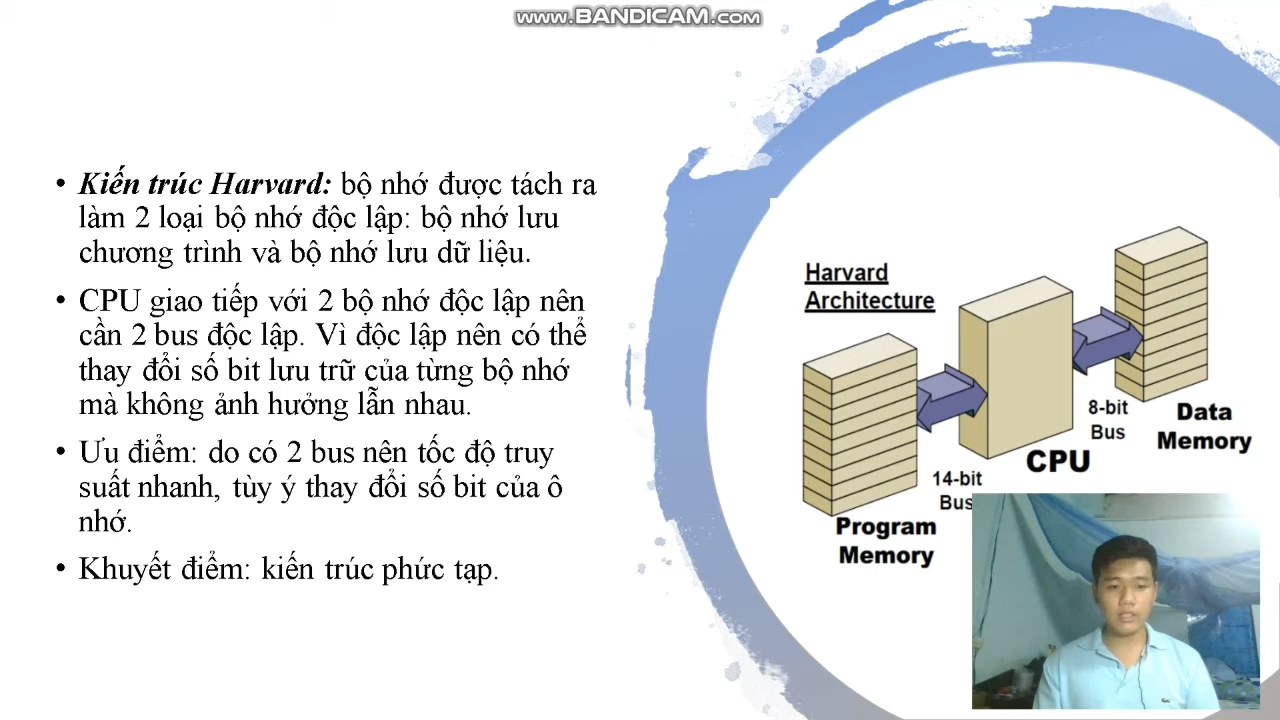 www.BANDICAM.com
• Kiến trúc Harvard: bộ nhớ được tách ra
làm 2 loại bộ nhớ độc lập: bộ nhớ lưu
chương trình và bộ nhớ lưu dữ liệu.
• CPU giao tiếp với 2 bộ nhớ độc lập nên
cần 2 bus độc lập. Vì độc lập nên có thể
thay đổi số bit lưu trữ của từng bộ nhớ
mà không ảnh hưởng lẫn nhau.
• Ưu điểm: do có 2 bus nên tốc độ truy
suất nhanh, tùy ý thay đổi số bit của ô
nhớ.
• Khuyết điểm: kiến trúc phức tạp.
Harvard
Architecture
8-bit
Bus
Data
Memory
CPU
14-bit
Bus
Program
Memory